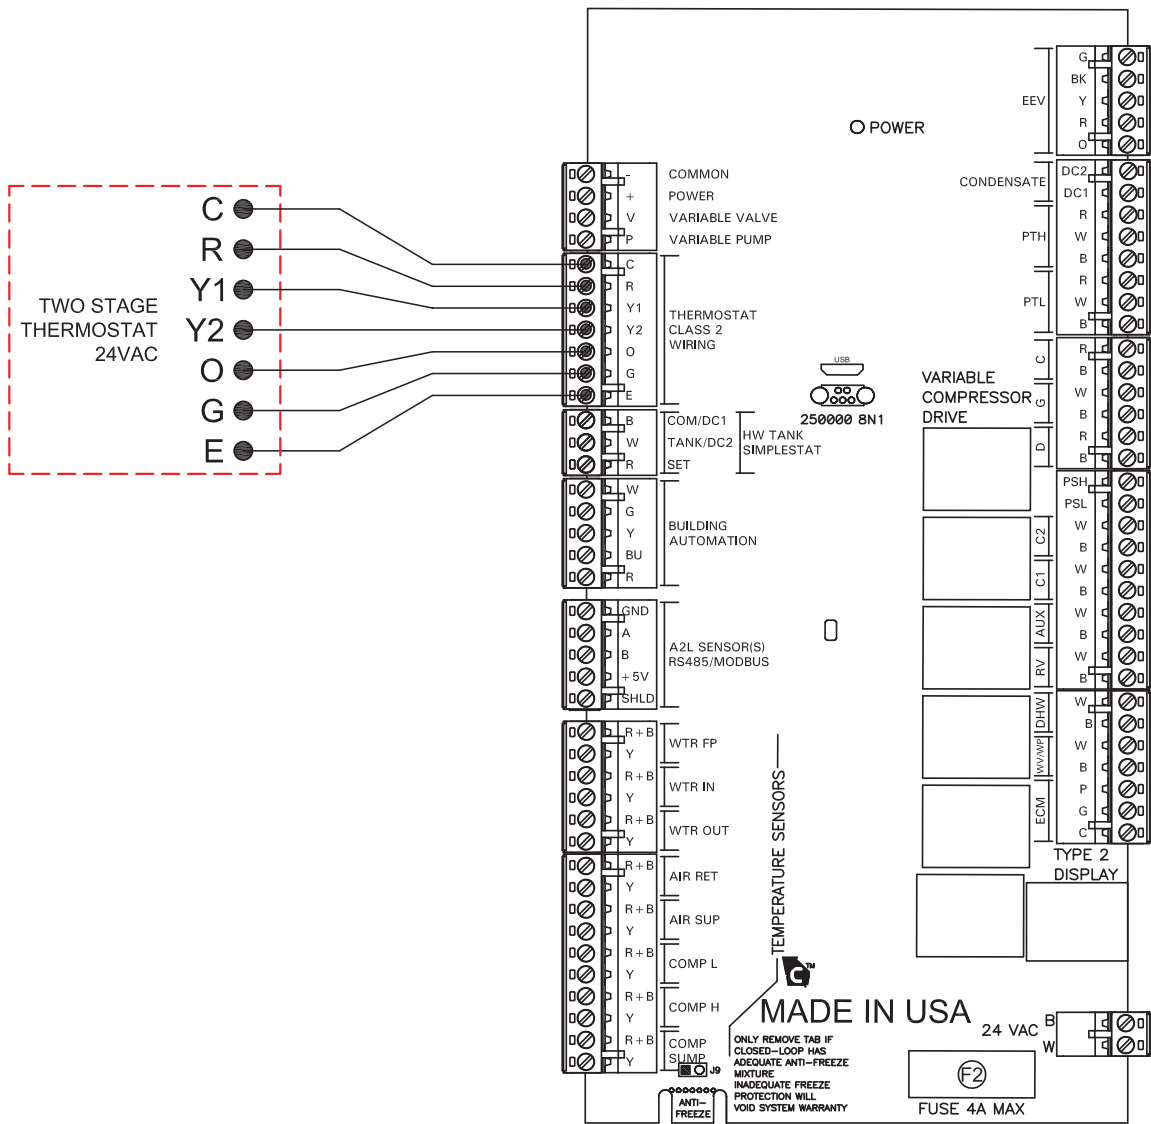 TWO STAGE
THERMOSTAT
24VAC
C
R
Y1
Y2
O
G
E
-
+
V
P
COMMON
POWER
VARIABLE VALVE
VARIABLE PUMP
C
R
Y1
Y2
O
G
E
THERMOSTAT
CLASS 2
WIRING
B
W
R
COM/DC1
TANK/DC2
SET
HW TANK
SIMPLESTAT
W
G
Y
BU
R
BUILDING
AUTOMATION
GND
A
B
+5V
SHLD
A2L SENSOR(S)
RS485/MODBUS
R+B
Y
WTR FP
R+B
Y
WTR IN
R+B
Y
WTR OUT
R+B
Y
AIR RET
R+B
Y
AIR SUP
R+B
Y
COMP L
R+B
Y
COMP H
R+B
Y
COMP
SUMP
J9
ANTI-
FREEZE
POWER
USB
250000 8N1
TEMPERATURE SENSORS
C™
MADE IN USA
ONLY REMOVE TAB IF
CLOSED-LOOP HAS
ADEQUATE ANTI-FREEZE
MIXTURE
INADEQUATE FREEZE
PROTECTION WILL
VOID SYSTEM WARRANTY
EEV
G
BK
Y
R
O
CONDENSATE
DC2
DC1
PTH
R
W
B
PTL
R
W
B
VARIABLE
COMPRESSOR
DRIVE
C
R
B
G
W
B
D
R
B
PSH
PSL
C2
W
B
C1
W
B
AUX
W
B
RV
W
B
DHW
W
B
WV/WP
W
B
ECM
P
G
C
TYPE 2
DISPLAY
24 VAC
B
W
F2
FUSE 4A MAX